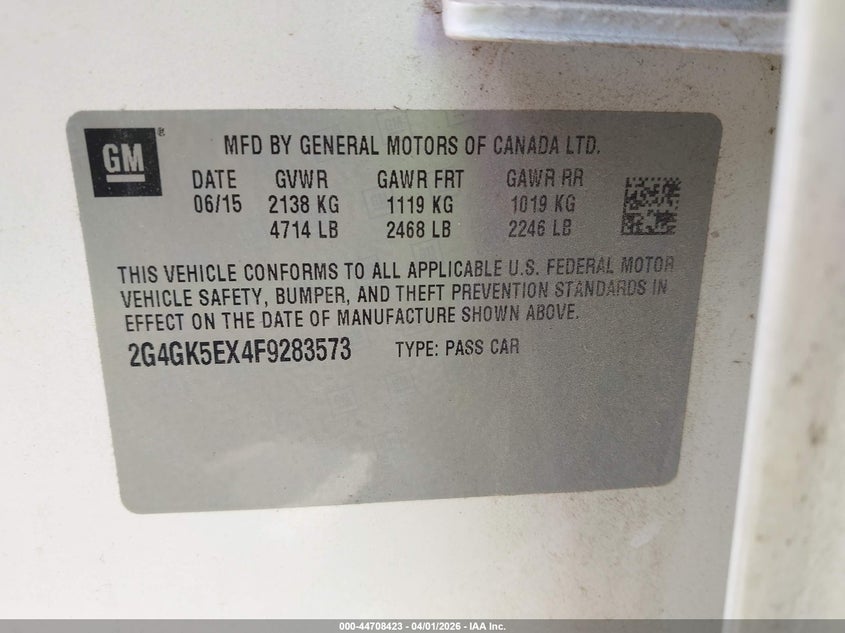 GM
MFD BY GENERAL MOTORS OF CANADA LTD.
DATE GVWR GAWR FRT GAWR RR
06/15 2138 KG 1119 KG 1019 KG
4714 LB 2468 LB 2246 LB
THIS VEHICLE CONFORMS TO ALL APPLICABLE U.S. FEDERAL MOTOR
VEHICLE SAFETY, BUMPER, AND THEFT PREVENTION STANDARDS IN
EFFECT ON THE DATE OF MANUFACTURE SHOWN ABOVE.
2G4GK5EX4F9283573 TYPE: PASS CAR
000-44708423 - 04/01/2026 - IAA Inc.